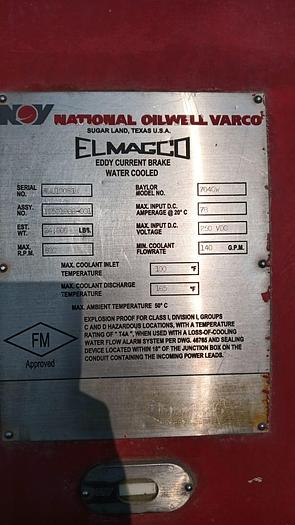 NOV NATIONAL OILWELL VARCO
SUGAR LAND, TEXAS U.S.A.
ELMAGCO
EDDY CURRENT BRAKE
WATER COOLED
SERIAL NO.
BAYLOR MODEL NO. 7040W
ASSY. NO.
MAX. INPUT D.C. AMPERAGE @ 20° C 78
EST. WT. LBS.
MAX. INPUT D.C. VOLTAGE 250 VDC
MAX. R.P.M.
MIN. COOLANT FLOWRATE 140 G.P.M.
MAX. COOLANT INLET TEMPERATURE 100 °F
MAX. COOLANT DISCHARGE TEMPERATURE 165 °F
MAX. AMBIENT TEMPERATURE 50° C
FM
Approved
EXPLOSION PROOF FOR CLASS I, DIVISION I, GROUPS
C AND D HAZARDOUS LOCATIONS, WITH A TEMPERATURE
RATING OF "T4A", WHEN USED WITH A LOSS-OF-COOLING
WATER FLOW ALARM SYSTEM PER DWG. 46765 AND SEALING
DEVICE LOCATED WITHIN 18" OF THE JUNCTION BOX ON THE
CONDUIT CONTAINING THE INCOMING POWER LEADS.